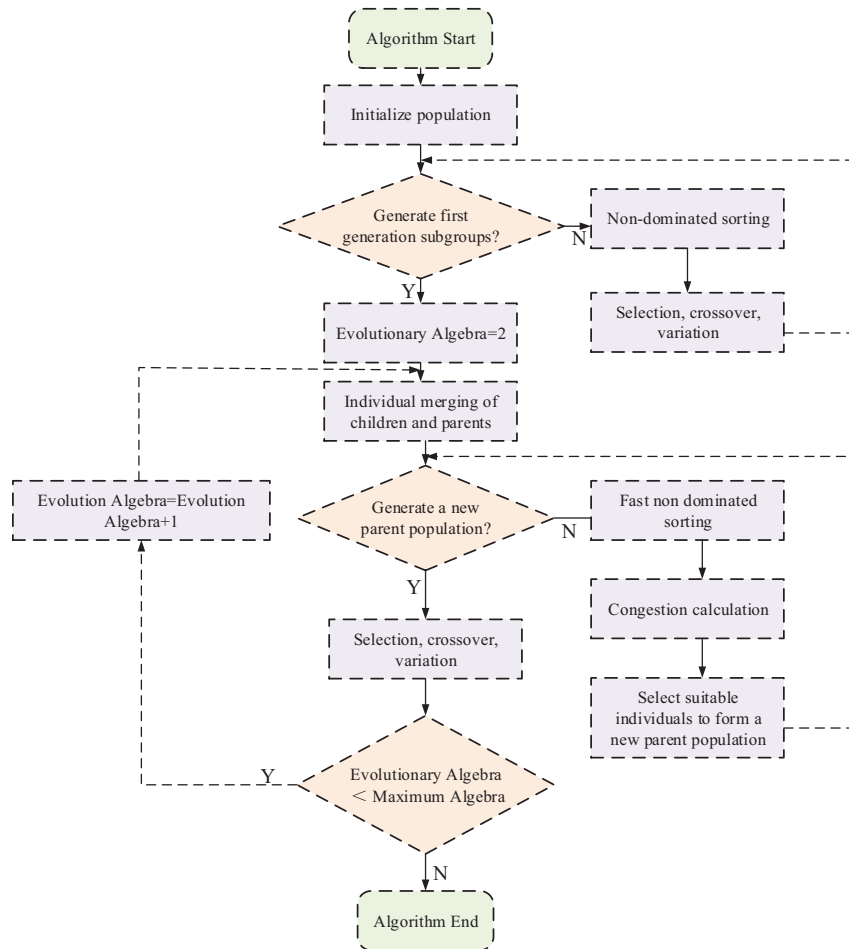 Algorithm Start
Initialize population
Generate first
generation subgroups?
N
Non-dominated sorting
Y
Selection, crossover,
variation
Evolutionary Algebra=2
Individual merging of
children and parents
Evolution Algebra=Evolution
Algebra+1
Generate a new
parent population?
N
Fast non dominated
sorting
Y
Congestion calculation
Selection, crossover,
variation
Select suitable
individuals to form a
new parent population
Y
Evolutionary Algebra
< Maximum Algebra
N
Algorithm End